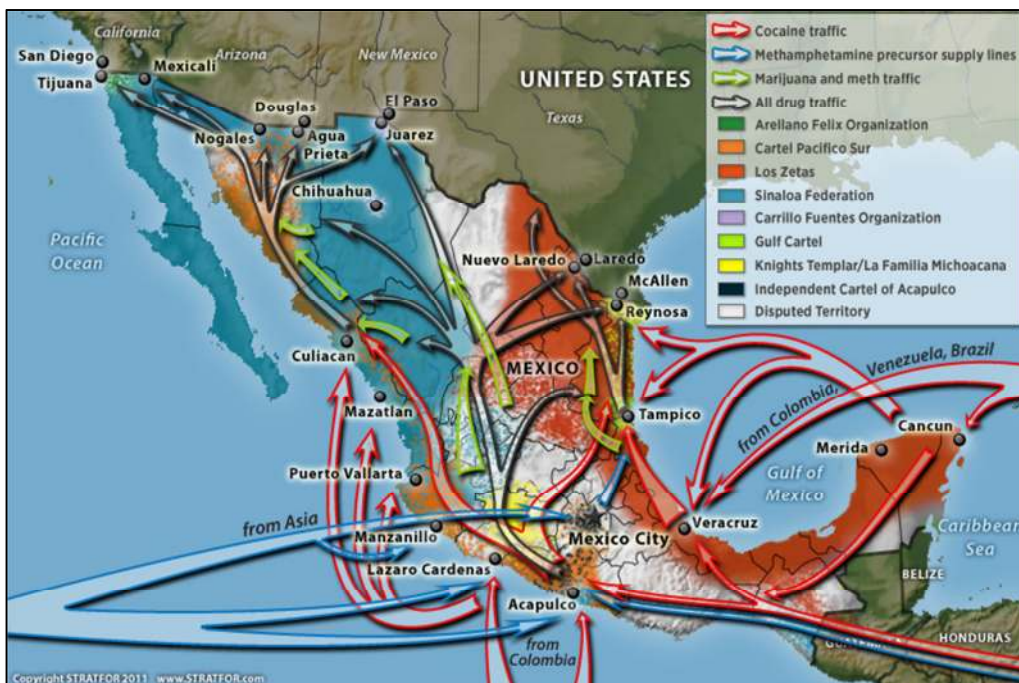 California
San Diego
Tijuana
Mexicali
Arizona
New Mexico
Douglas
El Paso
Nogales
Agua
Prieta
Juarez
Chihuahua
UNITED STATES
Texas
Cocaine traffic
Methamphetamine precursor supply lines
Marijuana and meth traffic
All drug traffic
Arellano Felix Organization
Cartel Pacifico Sur
Los Zetas
Sinaloa Federation
Carrillo Fuentes Organization
Gulf Cartel
Knights Templar/La Familia Michoacana
Independent Cartel of Acapulco
Disputed Territory
Pacific
Ocean
Nuevo Laredo
Laredo
McAllen
Reynosa
Culiacan
MEXICO
Mazatlan
Tampico
from Colombia, Venezuela, Brazil
Cancun
Merida
Gulf of
Mexico
Puerto Vallarta
from Asia
Manzanillo
Mexico City
Veracruz
Caribbean
Sea
Lazaro Cardenas
Acapulco
BELIZE
from
Colombia
HONDURAS
Copyright STRATFOR 2011 www.STRATFOR.com